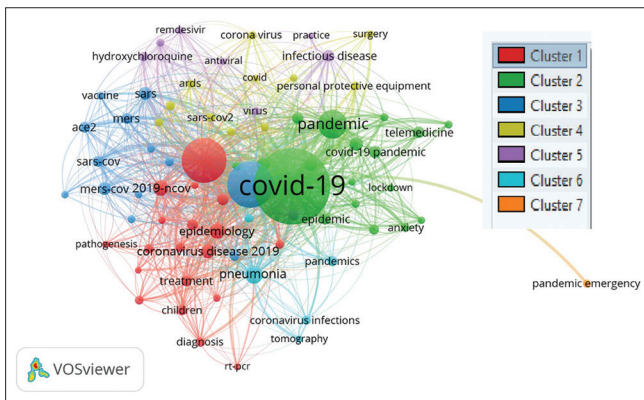 remdesivir
practice
surgery
corona virus
hydroxychloroquine
antiviral
infectious disease
covid
ards
personal protective equipment
vaccine
sars
mers
virus
ace2
sars-cov2
pandemic
telemedicine
covid-19 pandemic
sars-cov
mers-cov
2019-ncov
covid-19
lockdown
epidemic
anxiety
epidemiology
pathogenesis
coronavirus disease 2019
pandemics
pneumonia
treatment
pandemic emergency
children
coronavirus infections
diagnosis
tomography
rt-pcr
VOSviewer
Cluster 1
Cluster 2
Cluster 3
Cluster 4
Cluster 5
Cluster 6
Cluster 7